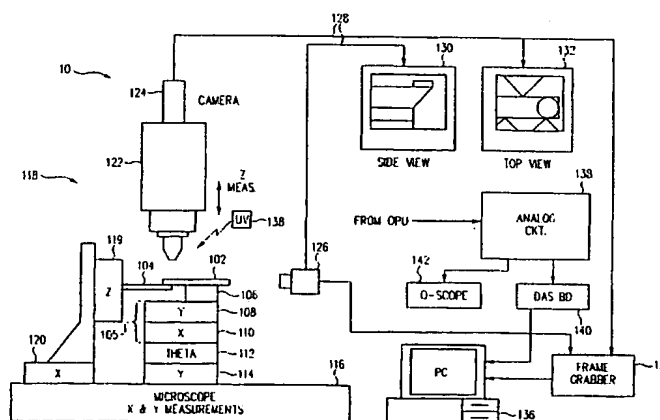 128
10
130
132
124
CAMERA
122
SIDE VIEW
TOP VIEW
118
Z
MEAS.
138
UV
138
FROM OPU
ANALOG
CKT.
119
102
104
126
142
Z
106
O-SCOPE
DAS BD
Y
108
105
X
110
140
120
THETA
112
X
Y
114
116
PC
FRAME
GRABBER
MICROSCOPE
X & Y MEASUREMENTS
136